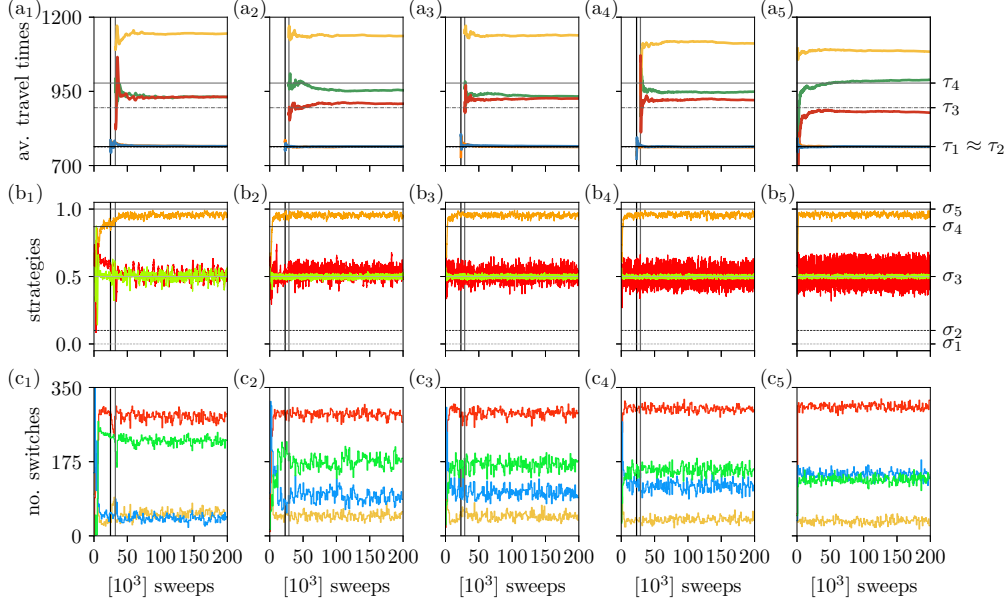 (a₁) (a₂) (a₃) (a₄) (a₅)
av. travel times
1200
950
700
τ₄
τ₃
τ₁ ≈ τ₂
(b₁) (b₂) (b₃) (b₄) (b₅)
strategies
1.0
0.5
0.0
σ₅
σ₄
σ₃
σ₂
σ₁
(c₁) (c₂) (c₃) (c₄) (c₅)
no. switches
350
175
0
0 50 100 150 200 0 50 100 150 200 0 50 100 150 200 0 50 100 150 200 0 50 100 150 200
[10³] sweeps [10³] sweeps [10³] sweeps [10³] sweeps [10³] sweeps